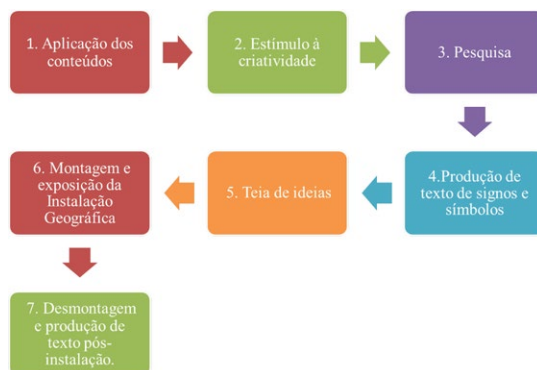 1. Aplicação dos
conteúdos
2. Estímulo à
criatividade
3. Pesquisa
4.Produção de
texto de signos e
símbolos
5. Teia de ideias
6. Montagem e
exposição da
Instalação
Geográfica
7. Desmontagem
e produção de
texto pós-
instalação.